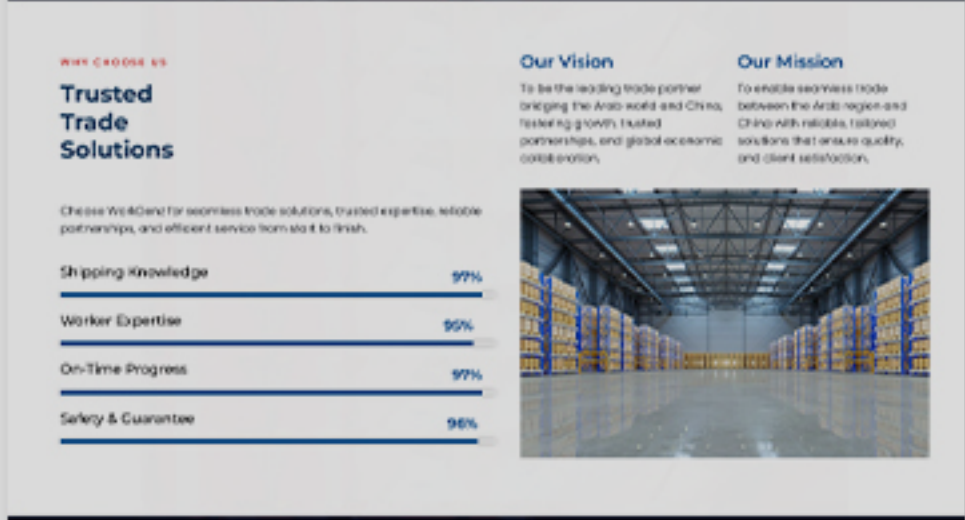 WHY CHOOSE US
Trusted
Trade
Solutions
Choose for seamless trade solutions, trusted expertise, reliable
partnerships, and efficient service from start to finish.
Shipping Knowledge
97%
Worker Expertise
95%
On-Time Progress
97%
Safety & Guarantee
96%
Our Vision
To be the leading trade partner
bridging the Arab world and China,
fostering growth, trusted
partnerships, and global economic
collaboration.
Our Mission
To enable seamless trade
between the Arab region and
China with reliable, tailored
solutions that ensure quality,
and client satisfaction.